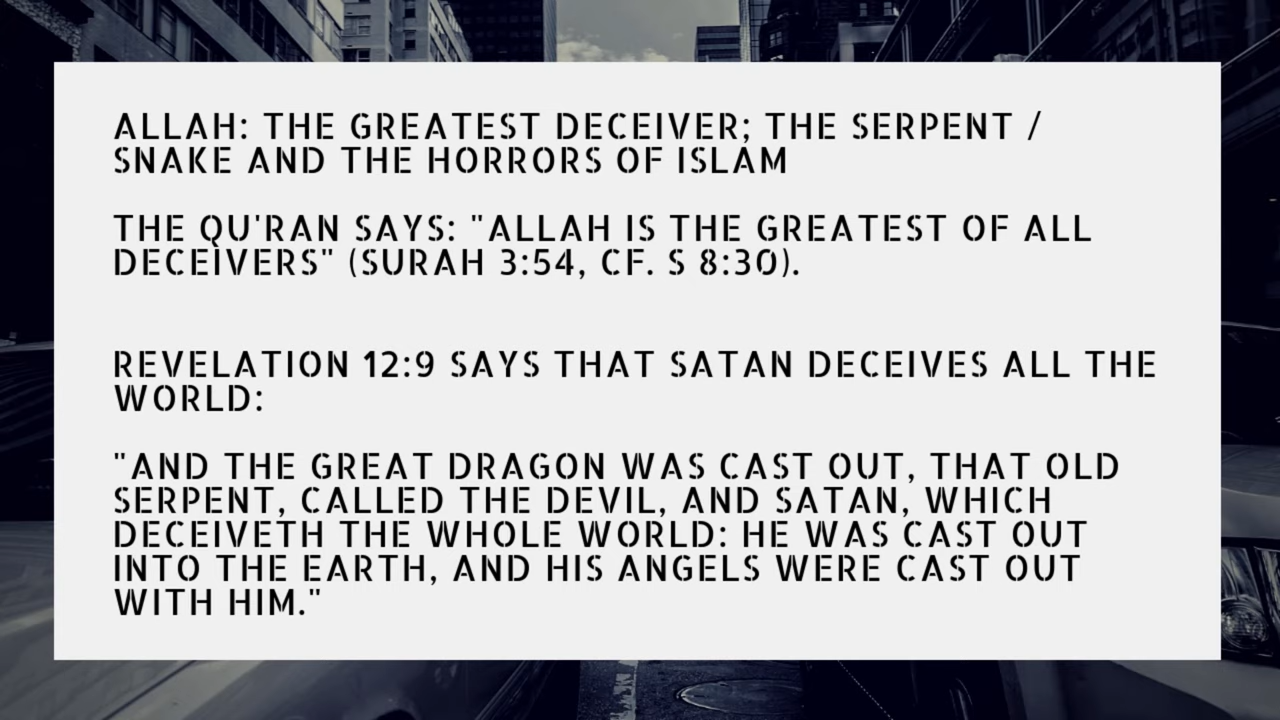 ALLAH: THE GREATEST DECEIVER; THE SERPENT /
SNAKE AND THE HORRORS OF ISLAM
THE QU'RAN SAYS: "ALLAH IS THE GREATEST OF ALL
DECEIVERS" (SURAH 3:54, CF. S 8:30).
REVELATION 12:9 SAYS THAT SATAN DECEIVES ALL THE
WORLD:
"AND THE GREAT DRAGON WAS CAST OUT, THAT OLD
SERPENT, CALLED THE DEVIL, AND SATAN, WHICH
DECEIVETH THE WHOLE WORLD: HE WAS CAST OUT
INTO THE EARTH, AND HIS ANGELS WERE CAST OUT
WITH HIM."